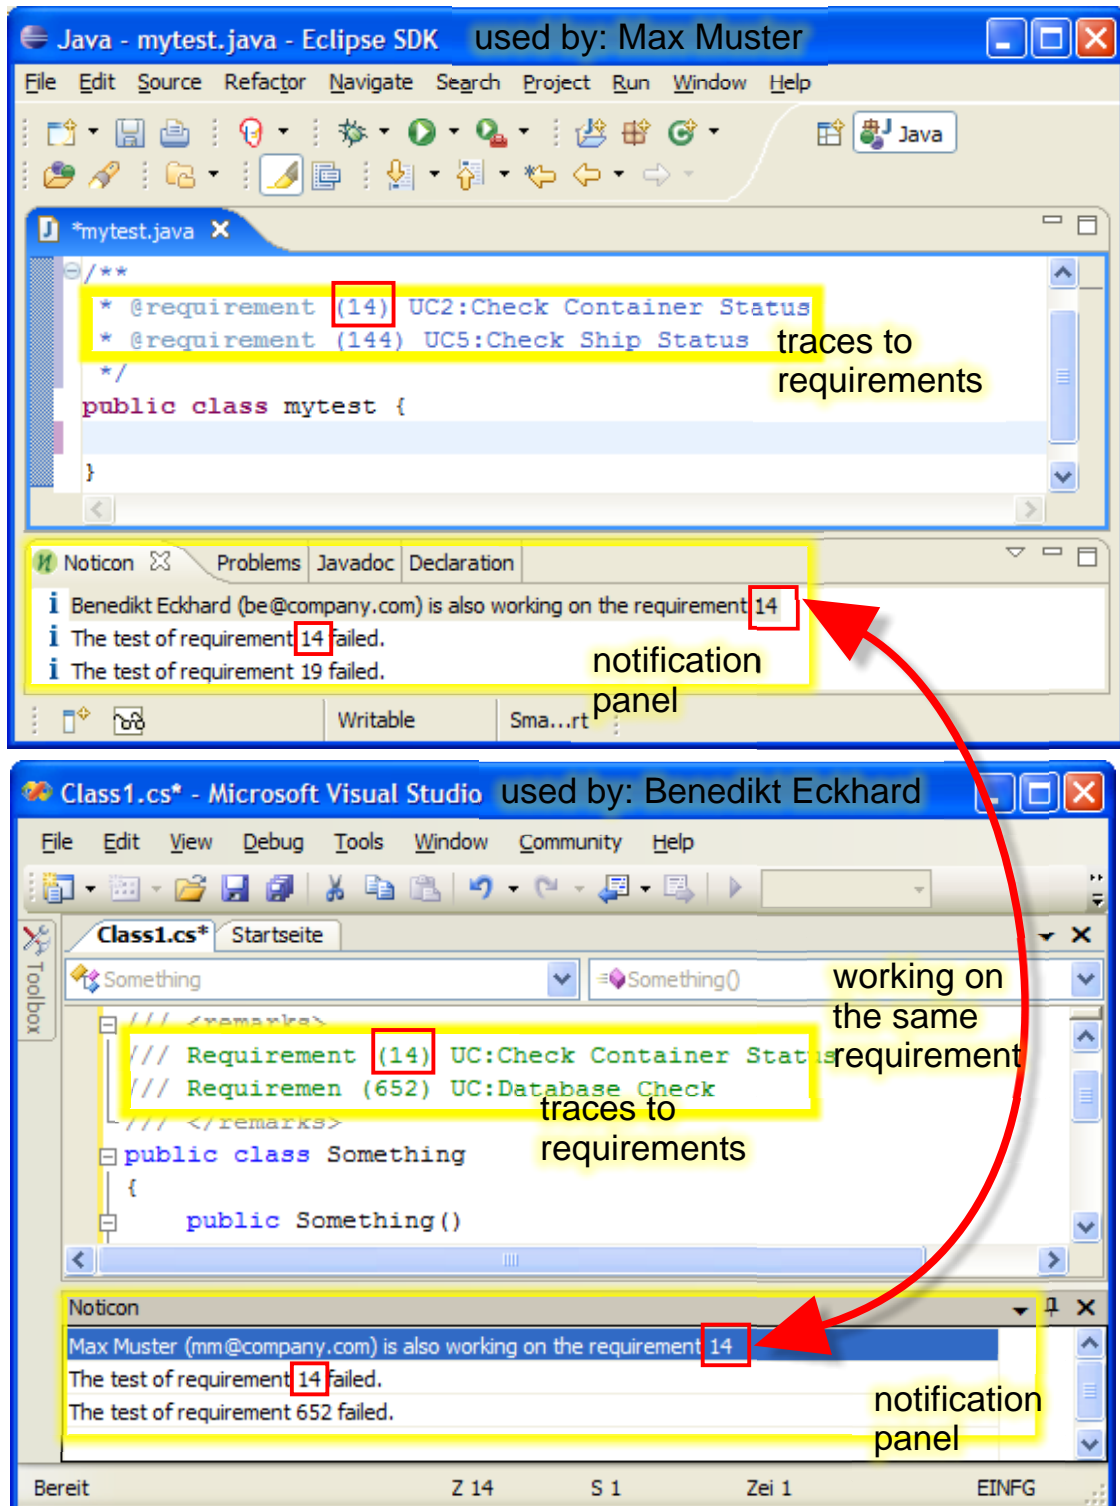 Java - mytest.java - Eclipse SDK used by: Max Muster
File Edit Source Refactor Navigate Search Project Run Window Help
Java
*mytest.java
/**
* @requirement (14) UC2:Check Container Status
* @requirement (144) UC5:Check Ship Status
traces to
requirements
*/
public class mytest {
}
Noticon Problems Javadoc Declaration
Benedikt Eckhard (be@company.com) is also working on the requirement 14
The test of requirement 14 failed.
The test of requirement 19 failed.
notification
panel
Writable Sma...rt
Class1.cs* - Microsoft Visual Studio used by: Benedikt Eckhard
File Edit View Debug Tools Window Community Help
Toolbox
Class1.cs* Startseite
Something Something()
working on
the same
requirement
/// <remarks>
/// Requirement (14) UC:Check Container Status
/// Requiremen (652) UC:Database Check
/// </remarks>
traces to
requirements
public class Something
{
public Something()
Noticon
Max Muster (mm@company.com) is also working on the requirement 14
The test of requirement 14 failed.
The test of requirement 652 failed.
notification
panel
Bereit Z 14 S 1 Zei 1 EINFG